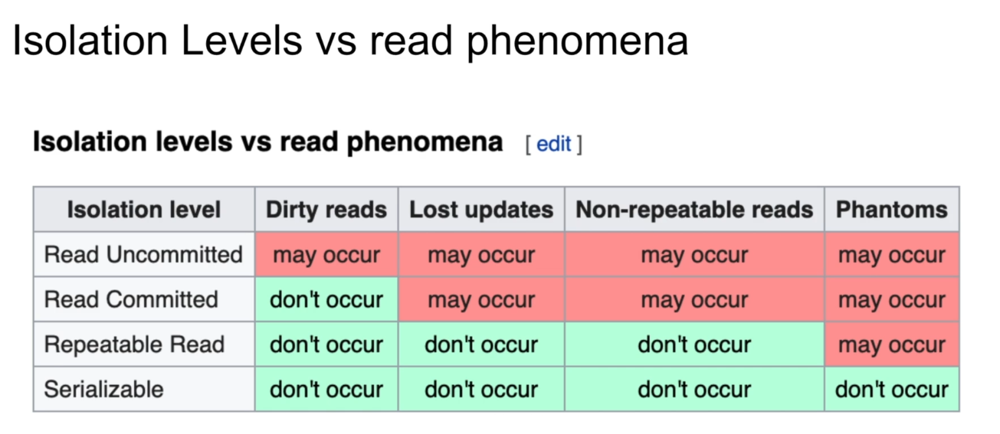 Isolation Levels vs read phenomena
Isolation levels vs read phenomena [ edit ]
Isolation level Dirty reads Lost updates Non-repeatable reads Phantoms
Read Uncommitted may occur may occur may occur may occur
Read Committed don't occur may occur may occur may occur
Repeatable Read don't occur don't occur don't occur may occur
Serializable don't occur don't occur don't occur don't occur